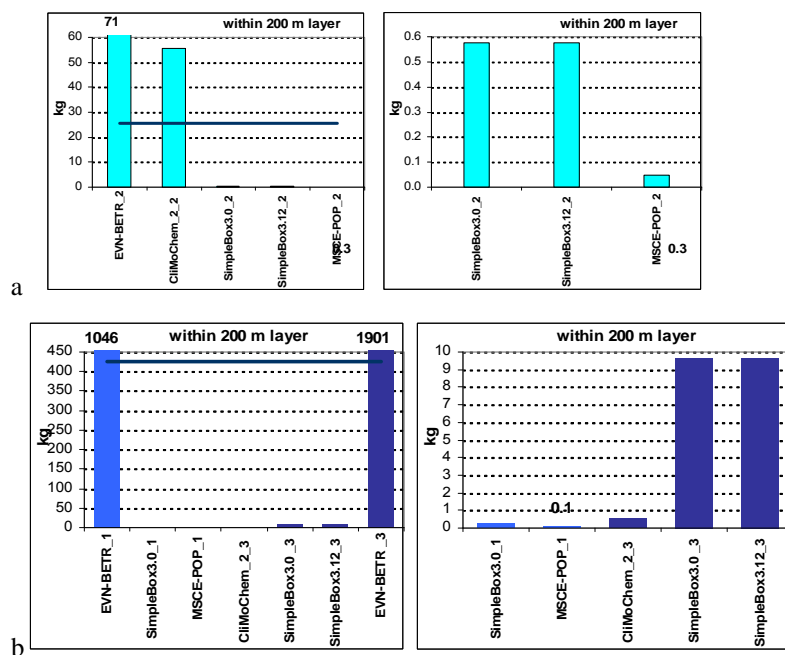 within 200 m layer
71
60
50
40
30
20
10
0
kg
EVN-BETR_2
CliMoChem_2_2
SimpleBox3.0_2
SimpleBox3.12_2
MSCE-POP_2
0.3
within 200 m layer
0.6
0.5
0.4
0.3
0.2
0.1
0.0
kg
SimpleBox3.0_2
SimpleBox3.12_2
MSCE-POP_2
0.3
a
within 200 m layer
1046
1901
450
400
350
300
250
200
150
100
50
0
kg
EVN-BETR_1
SimpleBox3.0_1
MSCE-POP_1
CliMoChem_2_3
SimpleBox3.0_3
SimpleBox3.12_3
EVN-BETR_3
within 200 m layer
10
9
8
7
6
5
4
3
2
1
0
kg
0.1
SimpleBox3.0_1
MSCE-POP_1
CliMoChem_2_3
SimpleBox3.0_3
SimpleBox3.12_3
b